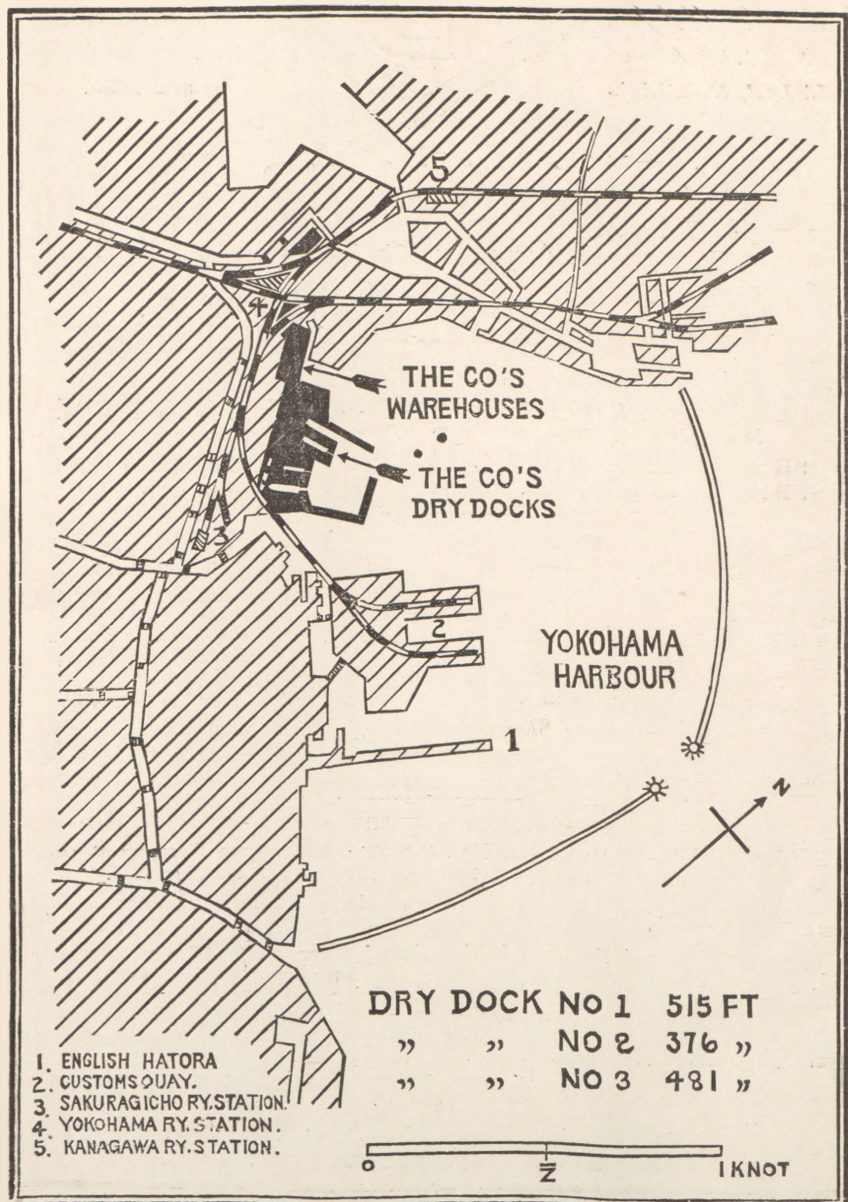 5
4
THE CO'S
WAREHOUSES
THE CO'S
DRY DOCKS
3
2
YOKOHAMA
HARBOUR
1
N
DRY DOCK NO 1 515 FT
„ „ NO 2 376 „
„ „ NO 3 481 „
1. ENGLISH HATORA
2. CUSTOMS QUAY.
3. SAKURAGICHO RY. STATION.
4. YOKOHAMA RY. STATION.
5. KANAGAWA RY. STATION.
0 1 KNOT